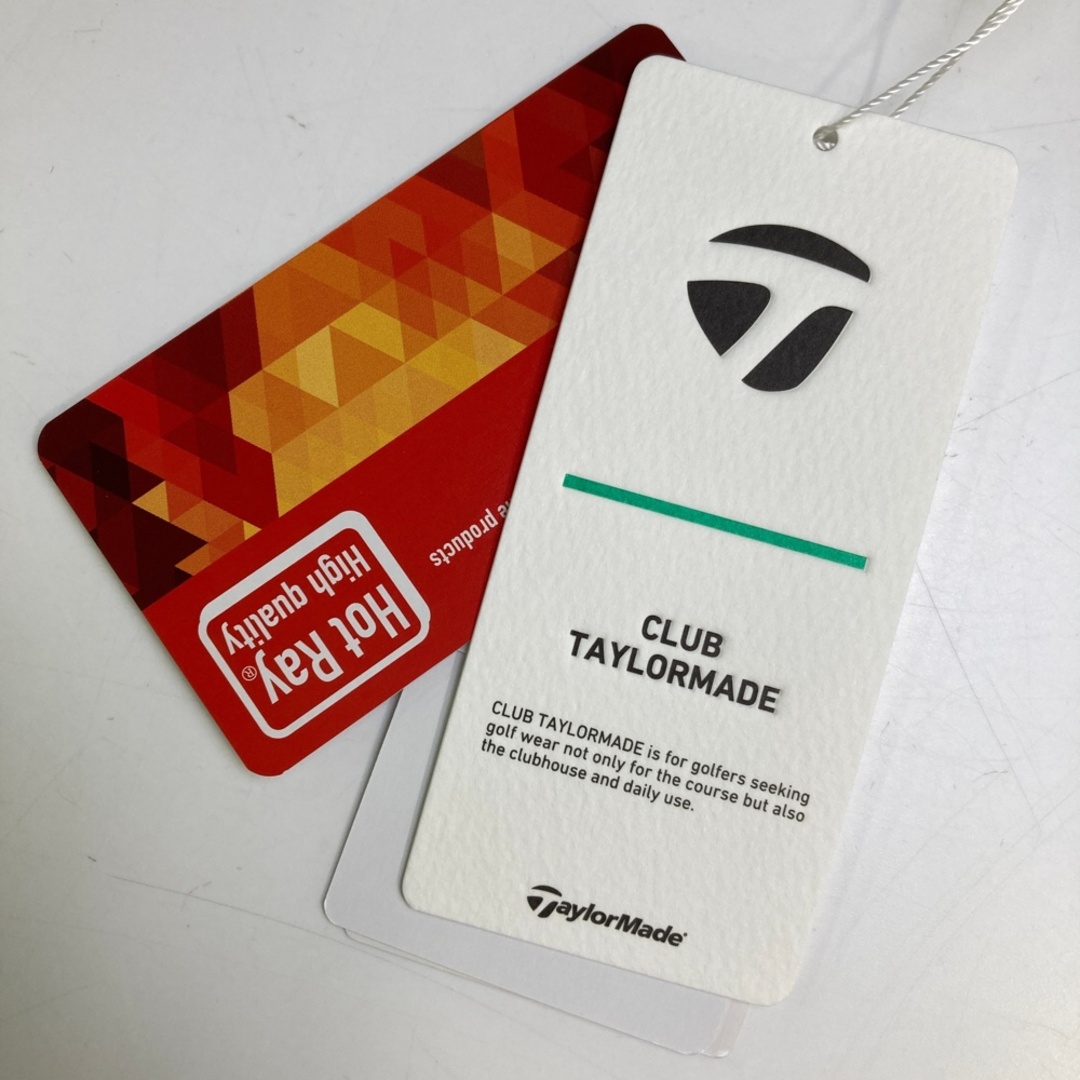 CLUB
TAYLORMADE
CLUB TAYLORMADE is for golfers seeking
golf wear not only for the course but also
the clubhouse and daily use.
TaylorMade
Hot Ray®
High quality
products